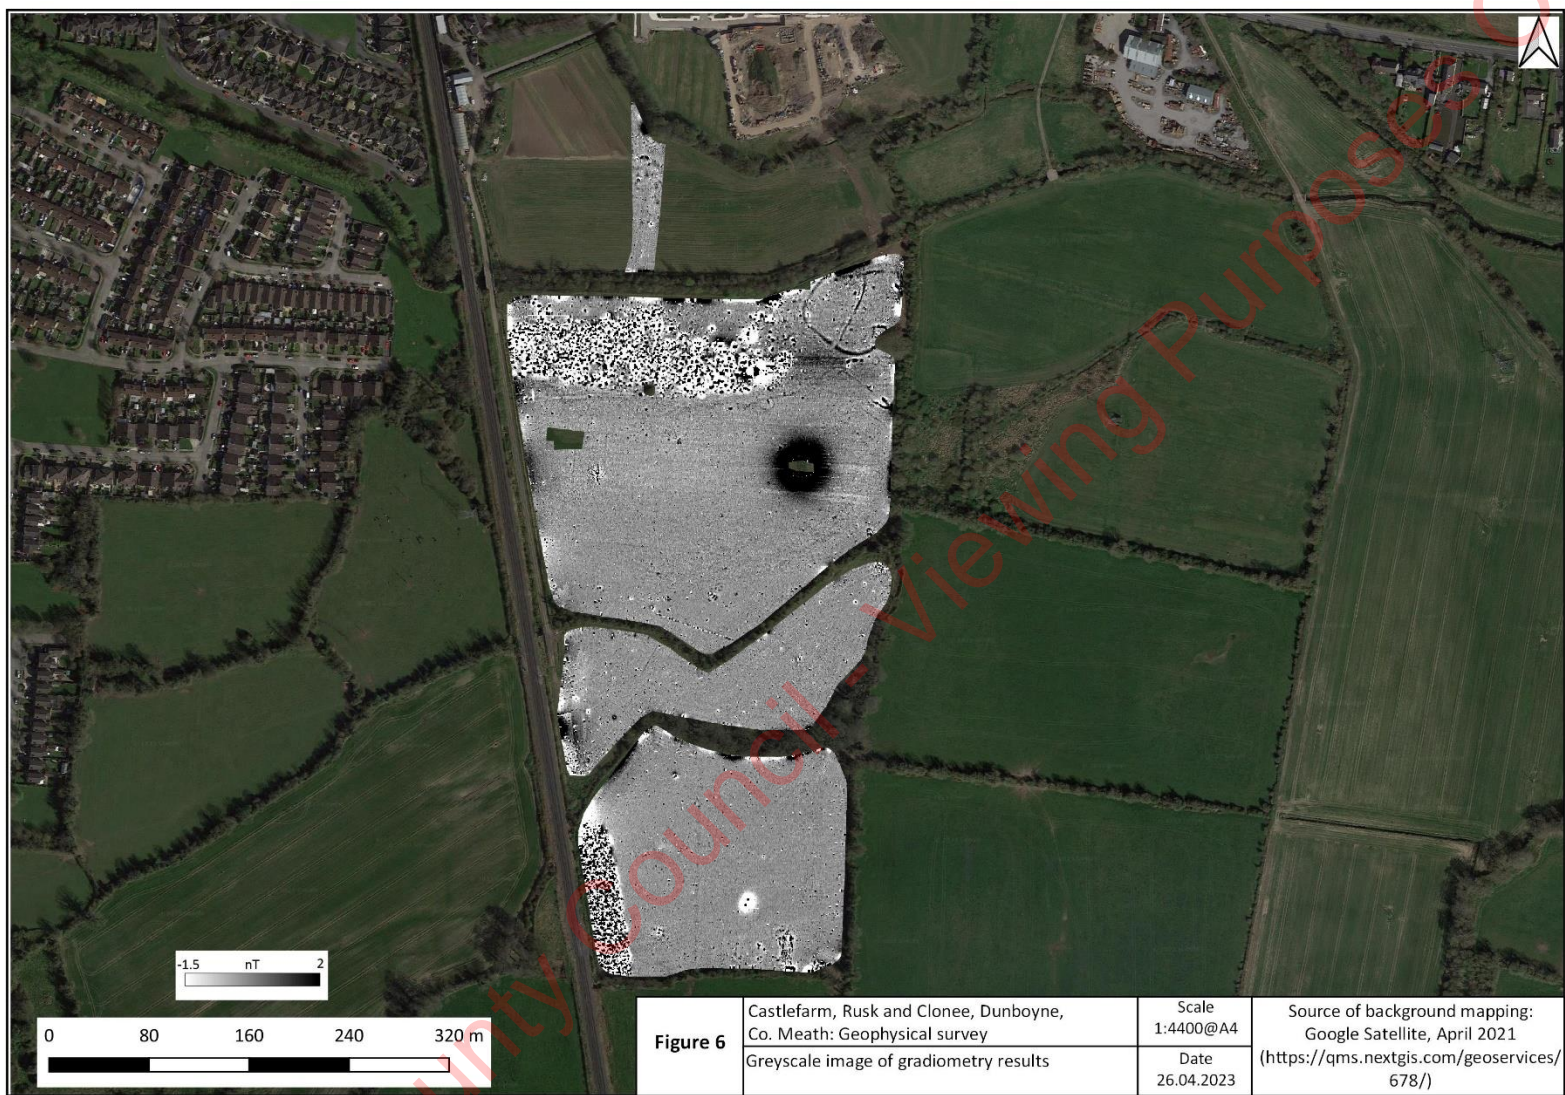 County Council - Viewing Purposes O
-1.5 nT 2
0 80 160 240 320 m
Figure 6
Castlefarm, Rusk and Clonee, Dunboyne,
Co. Meath: Geophysical survey
Greyscale image of gradiometry results
Scale
1:4400@A4
Date
26.04.2023
Source of background mapping:
Google Satellite, April 2021
(https://qms.nextgis.com/geoservices/
678/)